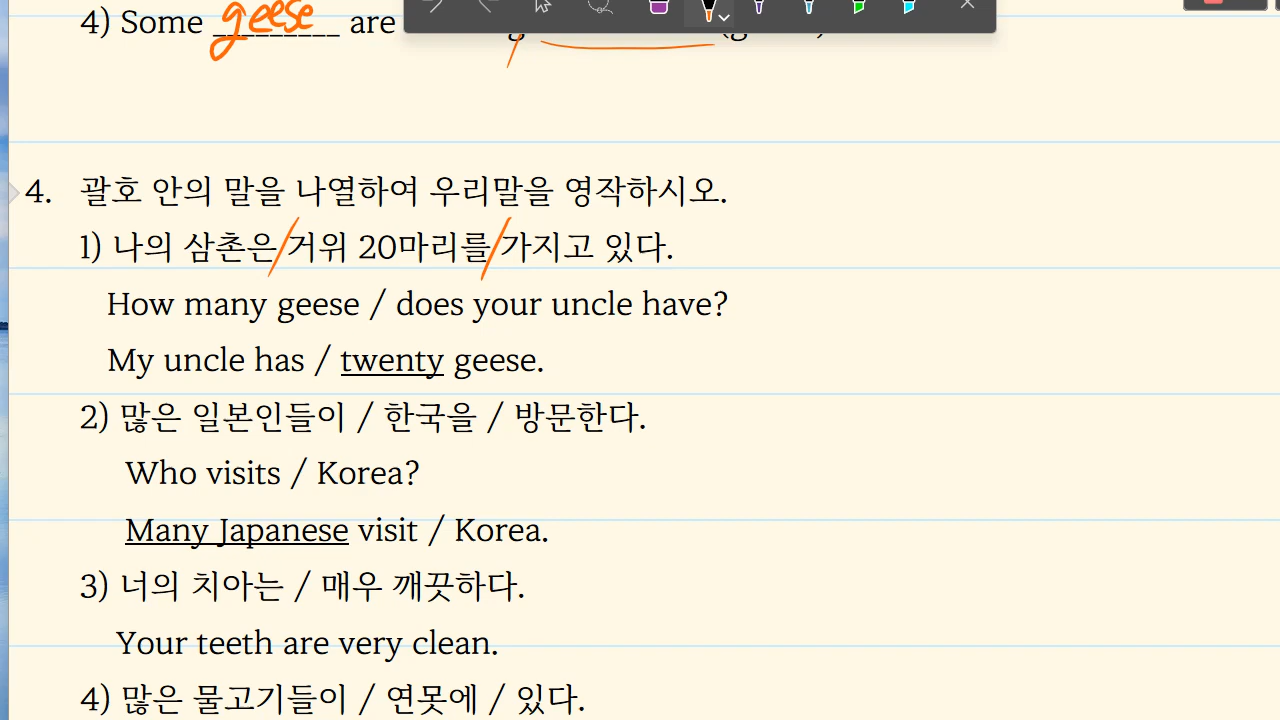 4) Some geese are
4. 괄호 안의 말을 나열하여 우리말을 영작하시오.
1) 나의 삼촌은/거위 20마리를/가지고 있다.
How many geese / does your uncle have?
My uncle has / twenty geese.
2) 많은 일본인들이 / 한국을 / 방문한다.
Who visits / Korea?
Many Japanese visit / Korea.
3) 너의 치아는 / 매우 깨끗하다.
Your teeth are very clean.
4) 많은 물고기들이 / 연못에 / 있다.